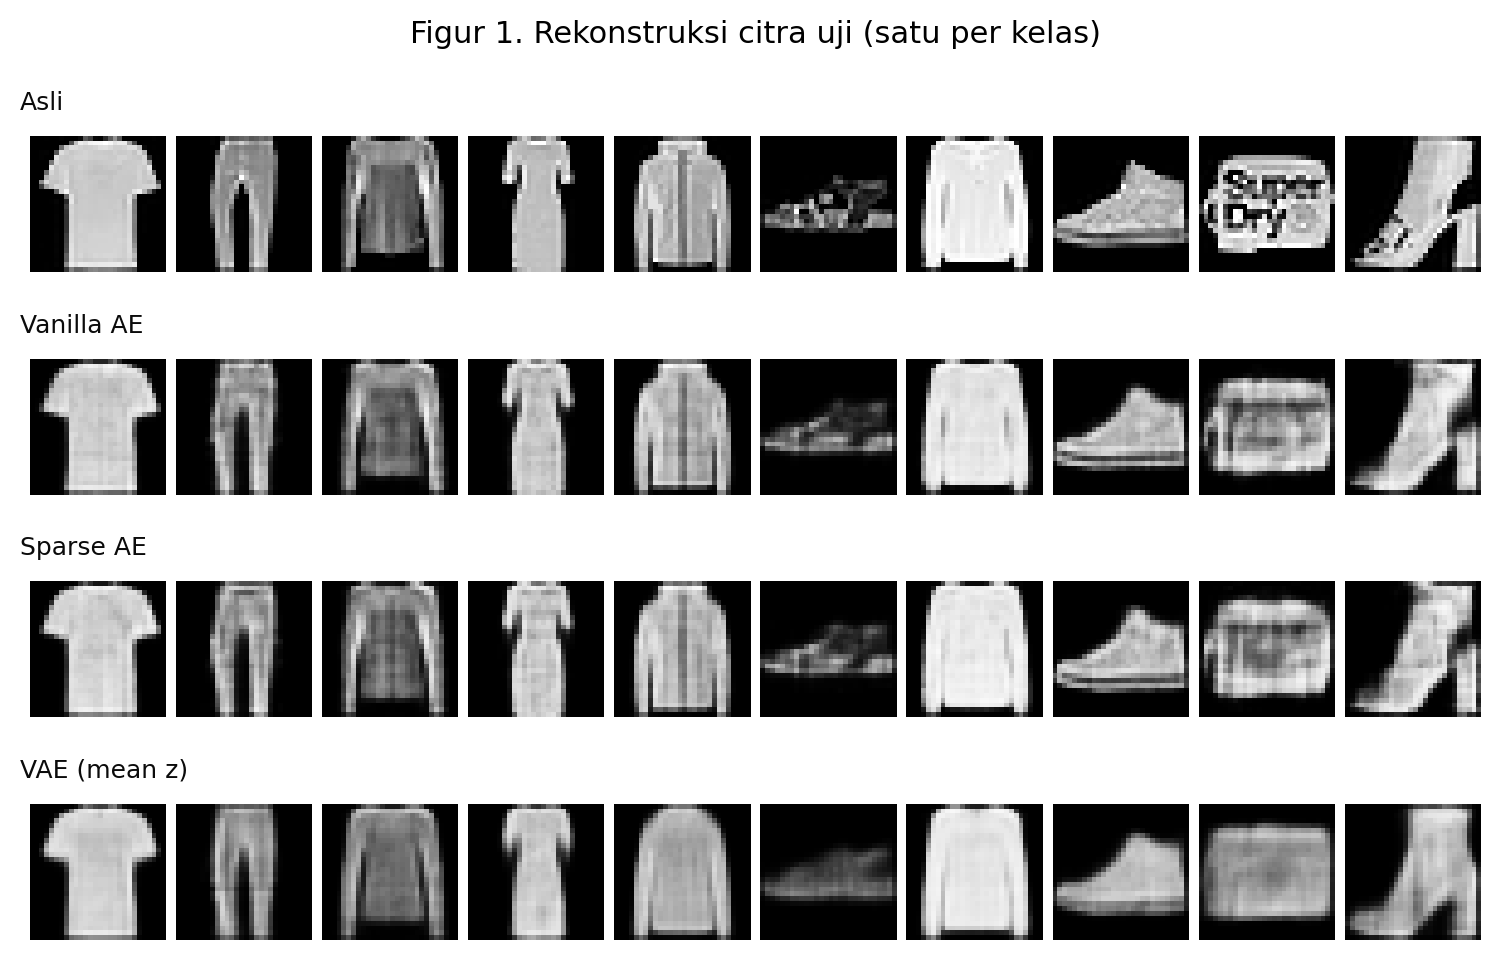 Figur 1. Rekonstruksi citra uji (satu per kelas)
Asli
Super
Dry
Vanilla AE
Sparse AE
VAE (mean z)